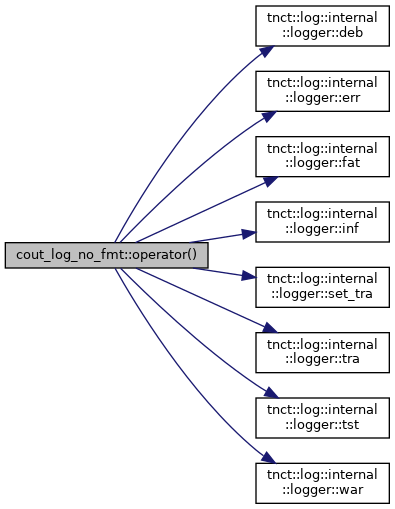 tnct::log::internal
::logger::deb
tnct::log::internal
::logger::err
tnct::log::internal
::logger::fat
tnct::log::internal
::logger::inf
cout_log_no_fmt::operator()
tnct::log::internal
::logger::set_tra
tnct::log::internal
::logger::tra
tnct::log::internal
::logger::tst
tnct::log::internal
::logger::war